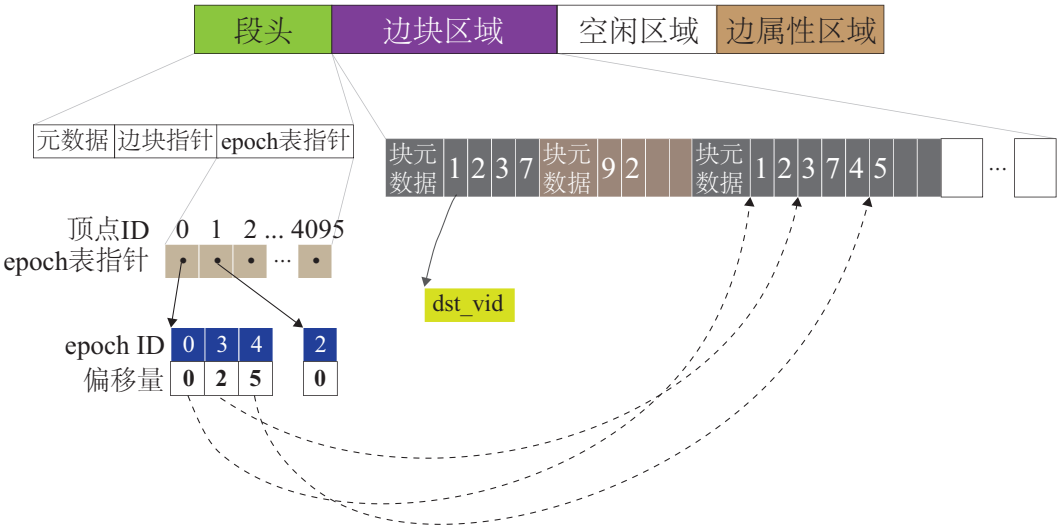 段头 边块区域 空闲区域 边属性区域
元数据 边块指针 epoch表指针
块元数据 1 2 3 7 块元数据 9 2 块元数据 1 2 3 7 4 5 ...
顶点ID 0 1 2 ... 4095
epoch表指针 ...
dst_vid
epoch ID 0 3 4 2
偏移量 0 2 5 0